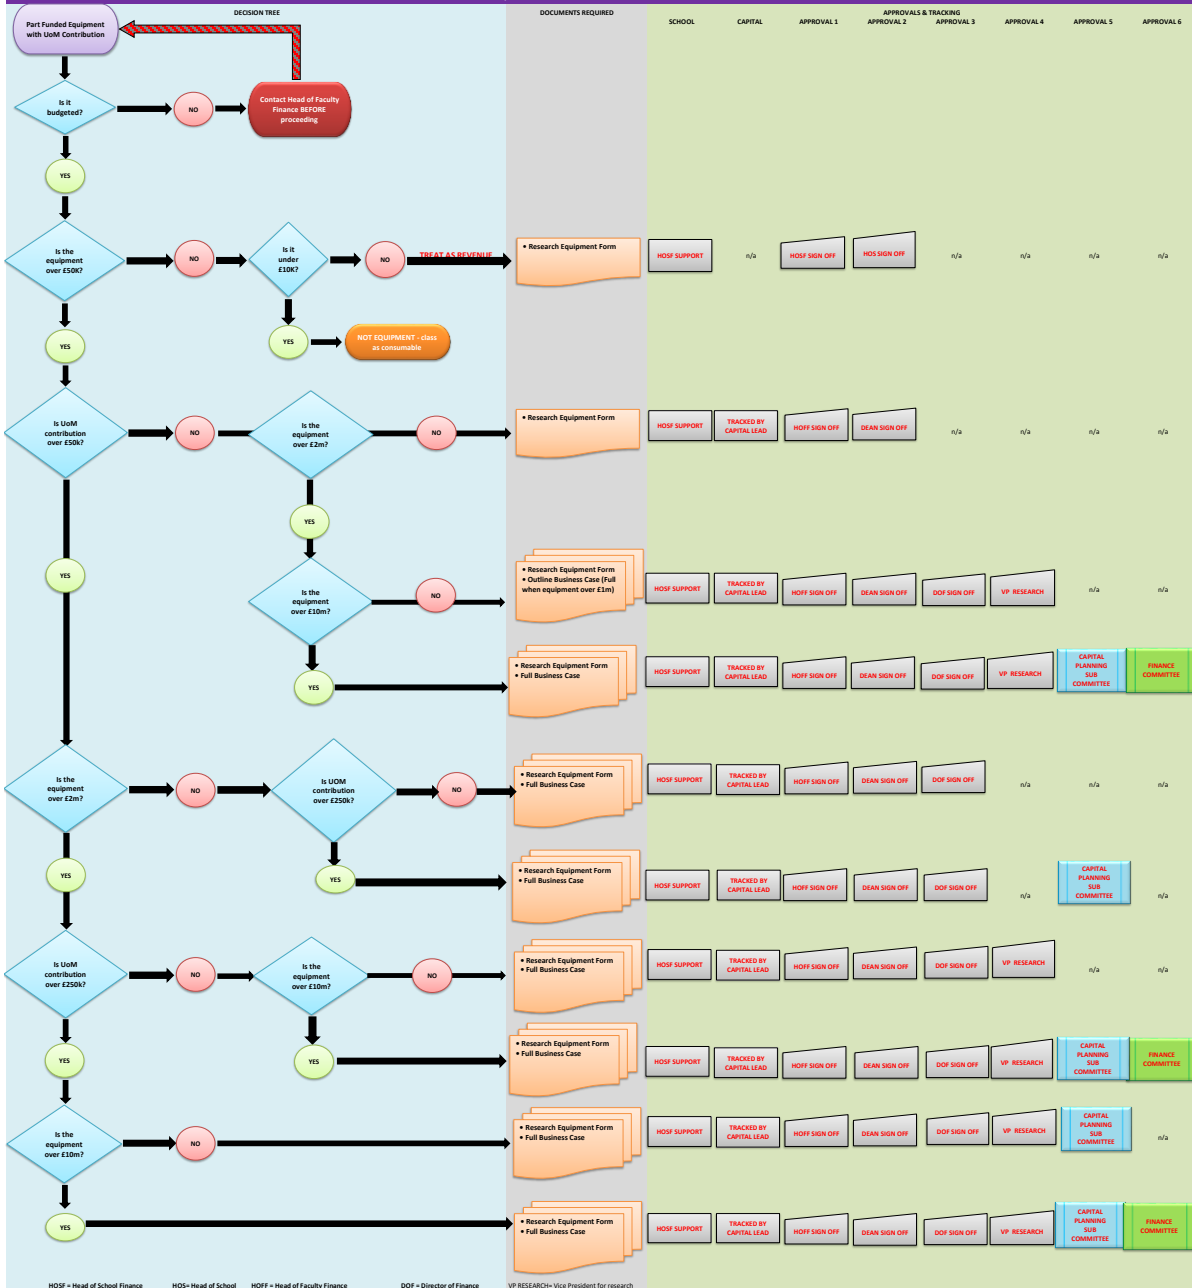 DECISION TREE
DOCUMENTS REQUIRED
APPROVALS & TRACKING
SCHOOL
CAPITAL
APPROVAL 1
APPROVAL 2
APPROVAL 3
APPROVAL 4
APPROVAL 5
APPROVAL 6
Part Funded Equipment
with UoM Contribution
Is it
budgeted?
NO
Contact Head of Faculty
Finance BEFORE
proceeding
YES
Is the
equipment
over £50K?
NO
Is it
under
£10K?
NO
TREAT AS REVENUE
• Research Equipment Form
HOSF SUPPORT
n/a
HOSF SIGN OFF
HOS SIGN OFF
n/a
n/a
n/a
n/a
YES
YES
NOT EQUIPMENT - class
as consumable
Is UoM
contribution
over £50k?
NO
Is the
equipment
over £2m?
NO
• Research Equipment Form
HOSF SUPPORT
TRACKED BY
CAPITAL LEAD
HOFF SIGN OFF
DEAN SIGN OFF
n/a
n/a
n/a
n/a
YES
YES
Is the
equipment
over £10m?
NO
• Research Equipment Form
• Outline Business Case (Full
when equipment over £1m)
HOSF SUPPORT
TRACKED BY
CAPITAL LEAD
HOFF SIGN OFF
DEAN SIGN OFF
DOF SIGN OFF
VP RESEARCH
n/a
n/a
YES
• Research Equipment Form
• Full Business Case
HOSF SUPPORT
TRACKED BY
CAPITAL LEAD
HOFF SIGN OFF
DEAN SIGN OFF
DOF SIGN OFF
VP RESEARCH
CAPITAL
PLANNING
SUB
COMMITTEE
FINANCE
COMMITTEE
Is the
equipment
over £2m?
NO
Is UOM
contribution
over £250k?
NO
• Research Equipment Form
• Full Business Case
HOSF SUPPORT
TRACKED BY
CAPITAL LEAD
HOFF SIGN OFF
DEAN SIGN OFF
DOF SIGN OFF
n/a
n/a
n/a
YES
YES
• Research Equipment Form
• Full Business Case
HOSF SUPPORT
TRACKED BY
CAPITAL LEAD
HOFF SIGN OFF
DEAN SIGN OFF
DOF SIGN OFF
n/a
CAPITAL
PLANNING
SUB
COMMITTEE
n/a
Is UoM
contribution
over £250k?
NO
Is the
equipment
over £10m?
NO
• Research Equipment Form
• Full Business Case
HOSF SUPPORT
TRACKED BY
CAPITAL LEAD
HOFF SIGN OFF
DEAN SIGN OFF
DOF SIGN OFF
VP RESEARCH
n/a
n/a
YES
YES
• Research Equipment Form
• Full Business Case
HOSF SUPPORT
TRACKED BY
CAPITAL LEAD
HOFF SIGN OFF
DEAN SIGN OFF
DOF SIGN OFF
VP RESEARCH
CAPITAL
PLANNING
SUB
COMMITTEE
FINANCE
COMMITTEE
Is the
equipment
over £10m?
NO
• Research Equipment Form
• Full Business Case
HOSF SUPPORT
TRACKED BY
CAPITAL LEAD
HOFF SIGN OFF
DEAN SIGN OFF
DOF SIGN OFF
VP RESEARCH
CAPITAL
PLANNING
SUB
COMMITTEE
n/a
YES
• Research Equipment Form
• Full Business Case
HOSF SUPPORT
TRACKED BY
CAPITAL LEAD
HOFF SIGN OFF
DEAN SIGN OFF
DOF SIGN OFF
VP RESEARCH
CAPITAL
PLANNING
SUB
COMMITTEE
FINANCE
COMMITTEE
HOSF = Head of School Finance
HOS= Head of School
HOFF = Head of Faculty Finance
DOF = Director of Finance
VP RESEARCH= Vice President for research